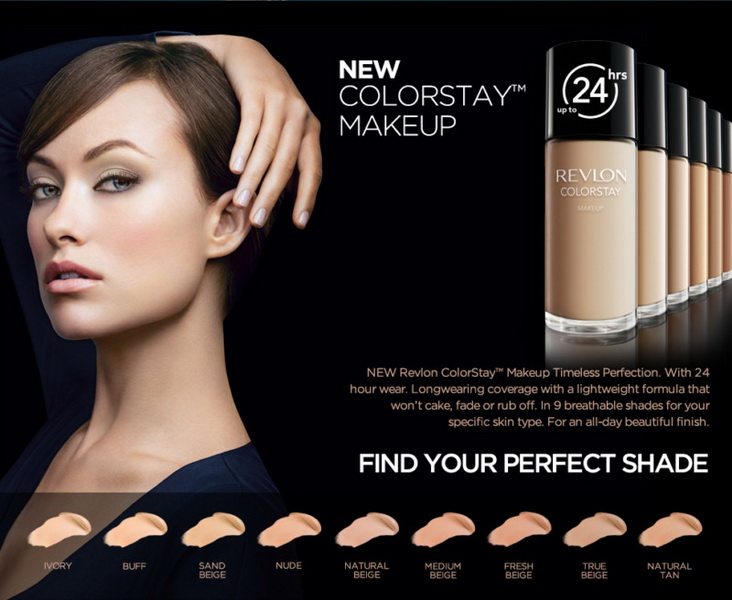 NEW
COLORSTAY™
MAKEUP
24 hrs
up to
REVLON
COLORSTAY
MAKEUP
NEW Revlon ColorStay™ Makeup Timeless Perfection. With 24
hour wear. Longwearing coverage with a lightweight formula that
won't cake, fade or rub off. In 9 breathable shades for your
specific skin type. For an all-day beautiful finish.
FIND YOUR PERFECT SHADE
IVORY
BUFF
SAND
BEIGE
NUDE
NATURAL
BEIGE
MEDIUM
BEIGE
FRESH
BEIGE
TRUE
BEIGE
NATURAL
TAN